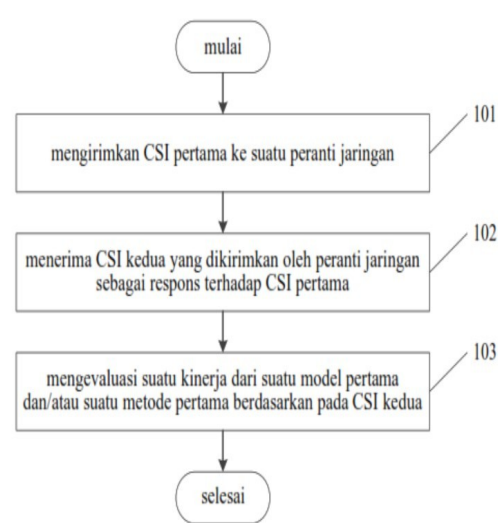 mulai
101
mengirimkan CSI pertama ke suatu peranti jaringan
102
menerima CSI kedua yang dikirimkan oleh peranti jaringan
sebagai respons terhadap CSI pertama
103
mengevaluasi suatu kinerja dari suatu model pertama
dan/atau suatu metode pertama berdasarkan pada CSI kedua
selesai